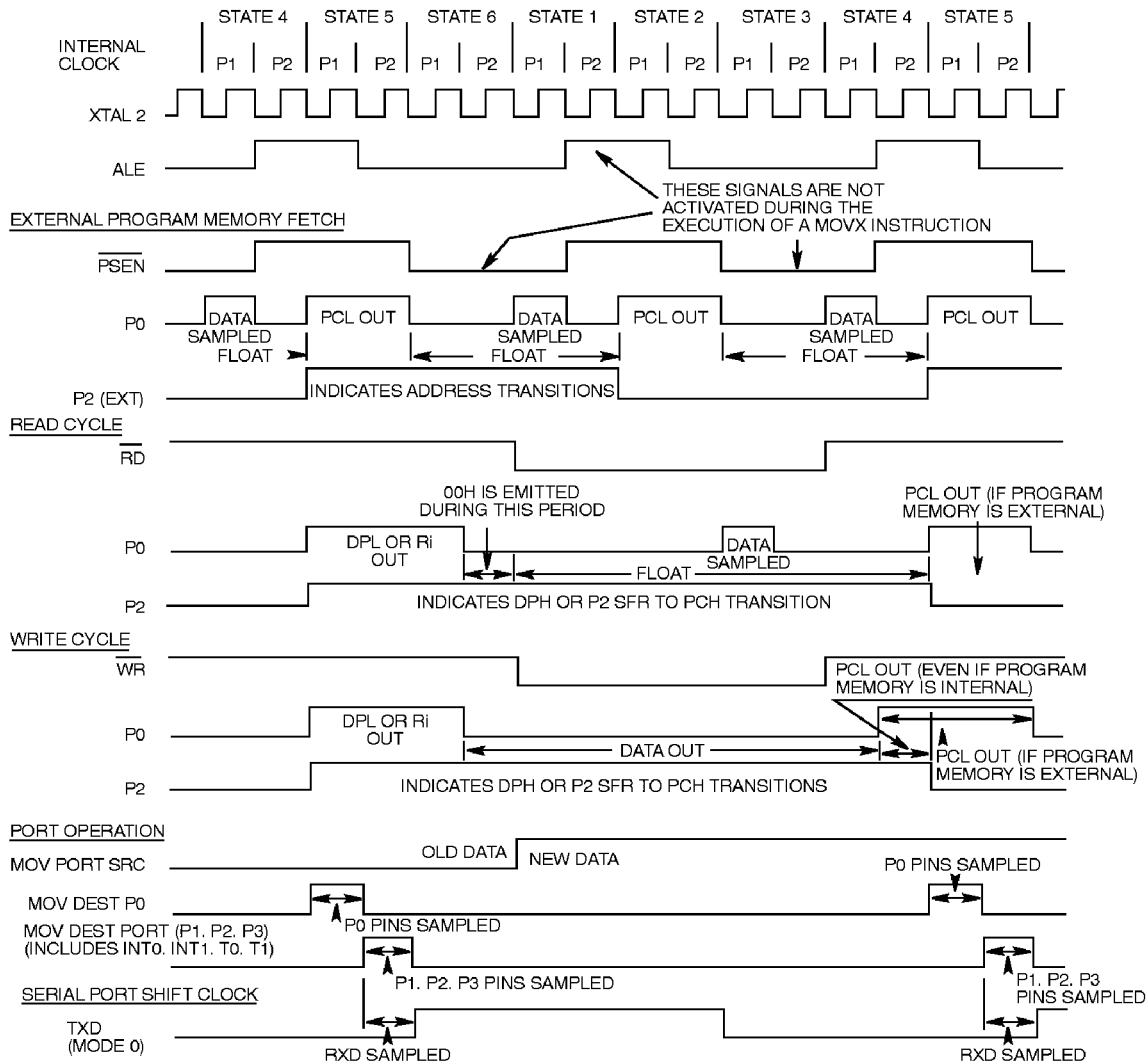 STATE 4 STATE 5 STATE 6 STATE 1 STATE 2 STATE 3 STATE 4 STATE 5
INTERNAL
CLOCK
P1 P2 P1 P2 P1 P2 P1 P2 P1 P2 P1 P2 P1 P2 P1 P2
XTAL 2
ALE
THESE SIGNALS ARE NOT
ACTIVATED DURING THE
EXECUTION OF A MOVX INSTRUCTION
EXTERNAL PROGRAM MEMORY FETCH
PSEN
P0
DATA PCL OUT DATA PCL OUT DATA PCL OUT
SAMPLED SAMPLED SAMPLED
FLOAT FLOAT FLOAT
P2 (EXT)
INDICATES ADDRESS TRANSITIONS
READ CYCLE
RD
00H IS EMITTED
DURING THIS PERIOD
PCL OUT (IF PROGRAM
MEMORY IS EXTERNAL)
P0
DPL OR Ri
OUT
DATA
SAMPLED
FLOAT
P2
INDICATES DPH OR P2 SFR TO PCH TRANSITION
WRITE CYCLE
WR
PCL OUT (EVEN IF PROGRAM
MEMORY IS INTERNAL)
P0
DPL OR Ri
OUT
DATA OUT
PCL OUT (IF PROGRAM
MEMORY IS EXTERNAL)
P2
INDICATES DPH OR P2 SFR TO PCH TRANSITIONS
PORT OPERATION
MOV PORT SRC
OLD DATA NEW DATA
P0 PINS SAMPLED
MOV DEST P0
P0 PINS SAMPLED
MOV DEST PORT (P1. P2. P3)
(INCLUDES INT0. INT1. T0. T1)
P1. P2. P3 PINS SAMPLED
P1. P2. P3
PINS SAMPLED
SERIAL PORT SHIFT CLOCK
TXD
(MODE 0)
RXD SAMPLED RXD SAMPLED